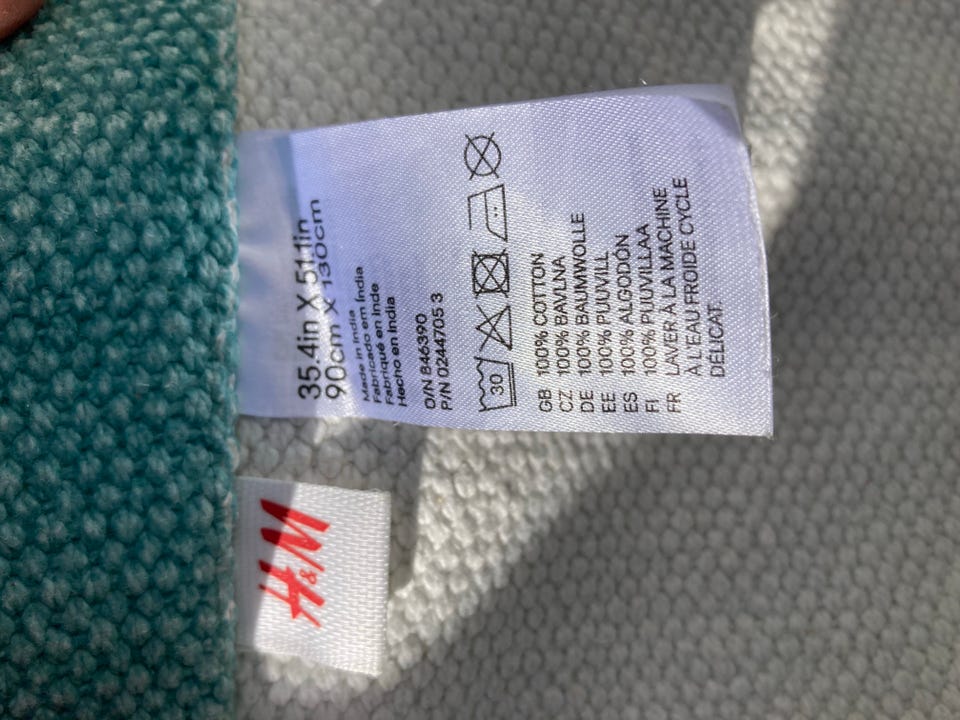 35.4in X 51.1in
90cm X 130cm
Made in India
Fabricado em Índia
Fabriqué en Inde
Hecho en India
O/N 846390
P/N 0244705 3
30
GB 100% COTTON
CZ 100% BAVLNA
DE 100% BAUMWOLLE
EE 100% PUUVILL
ES 100% ALGODÓN
FI 100% PUUVILLAA
FR LAVER À LA MACHINE
À L'EAU FROIDE CYCLE
DÉLICAT.
H&M